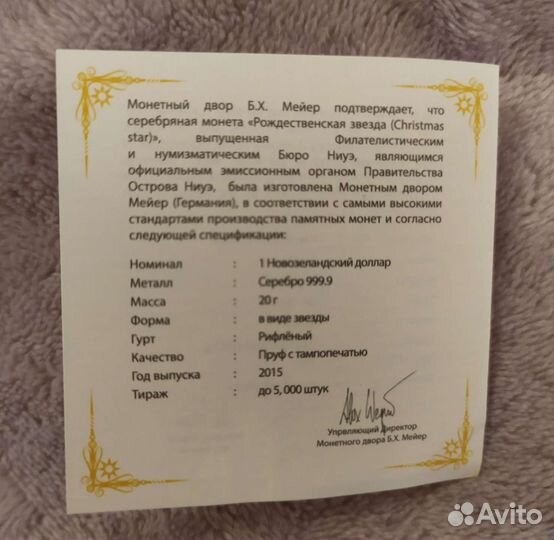 Монетный двор Б.Х. Мейер подтверждает, что
серебряная монета «Рождественская звезда (Christmas
star)», выпущенная Филателистическим
и нумизматическим Бюро Ниуэ, являющимся
официальным эмиссионным органом Правительства
Острова Ниуэ, была изготовлена Монетным двором
Мейер (Германия), в соответствии с самыми высокими
стандартами производства памятных монет и согласно
следующей спецификации:
Номинал : 1 Новозеландский доллар
Металл : Серебро 999.9
Масса : 20 г
Форма : в виде звезды
Гурт : Рифлёный
Качество : Пруф с тампопечатью
Год выпуска : 2015
Тираж : до 5,000 штук
Упрвляющий Директор
Монетного двора Б.Х. Мейер
Avito